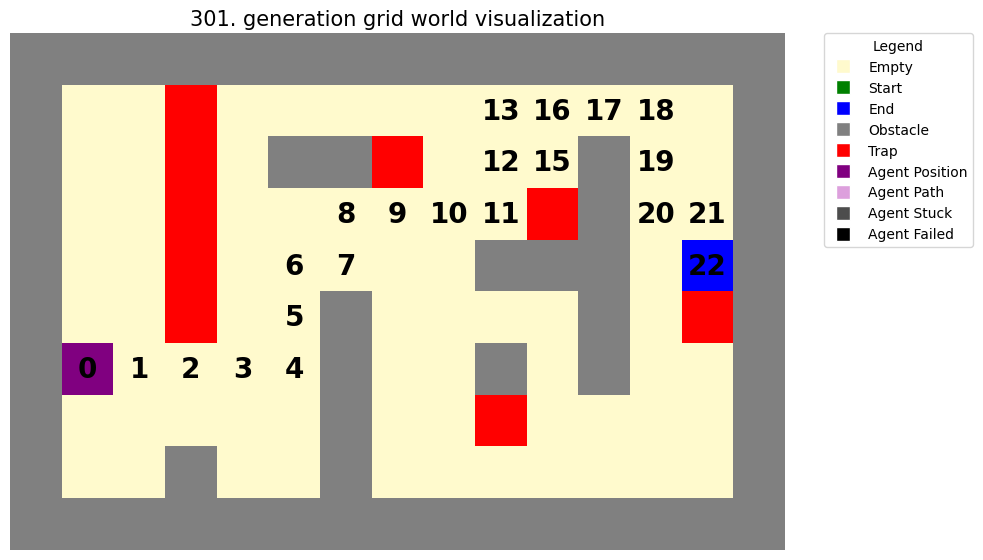 301. generation grid world visualization
13 16 17 18
12 15 19
8 9 10 11 20 21
6 7 22
5
0 1 2 3 4
Legend
Empty
Start
End
Obstacle
Trap
Agent Position
Agent Path
Agent Stuck
Agent Failed